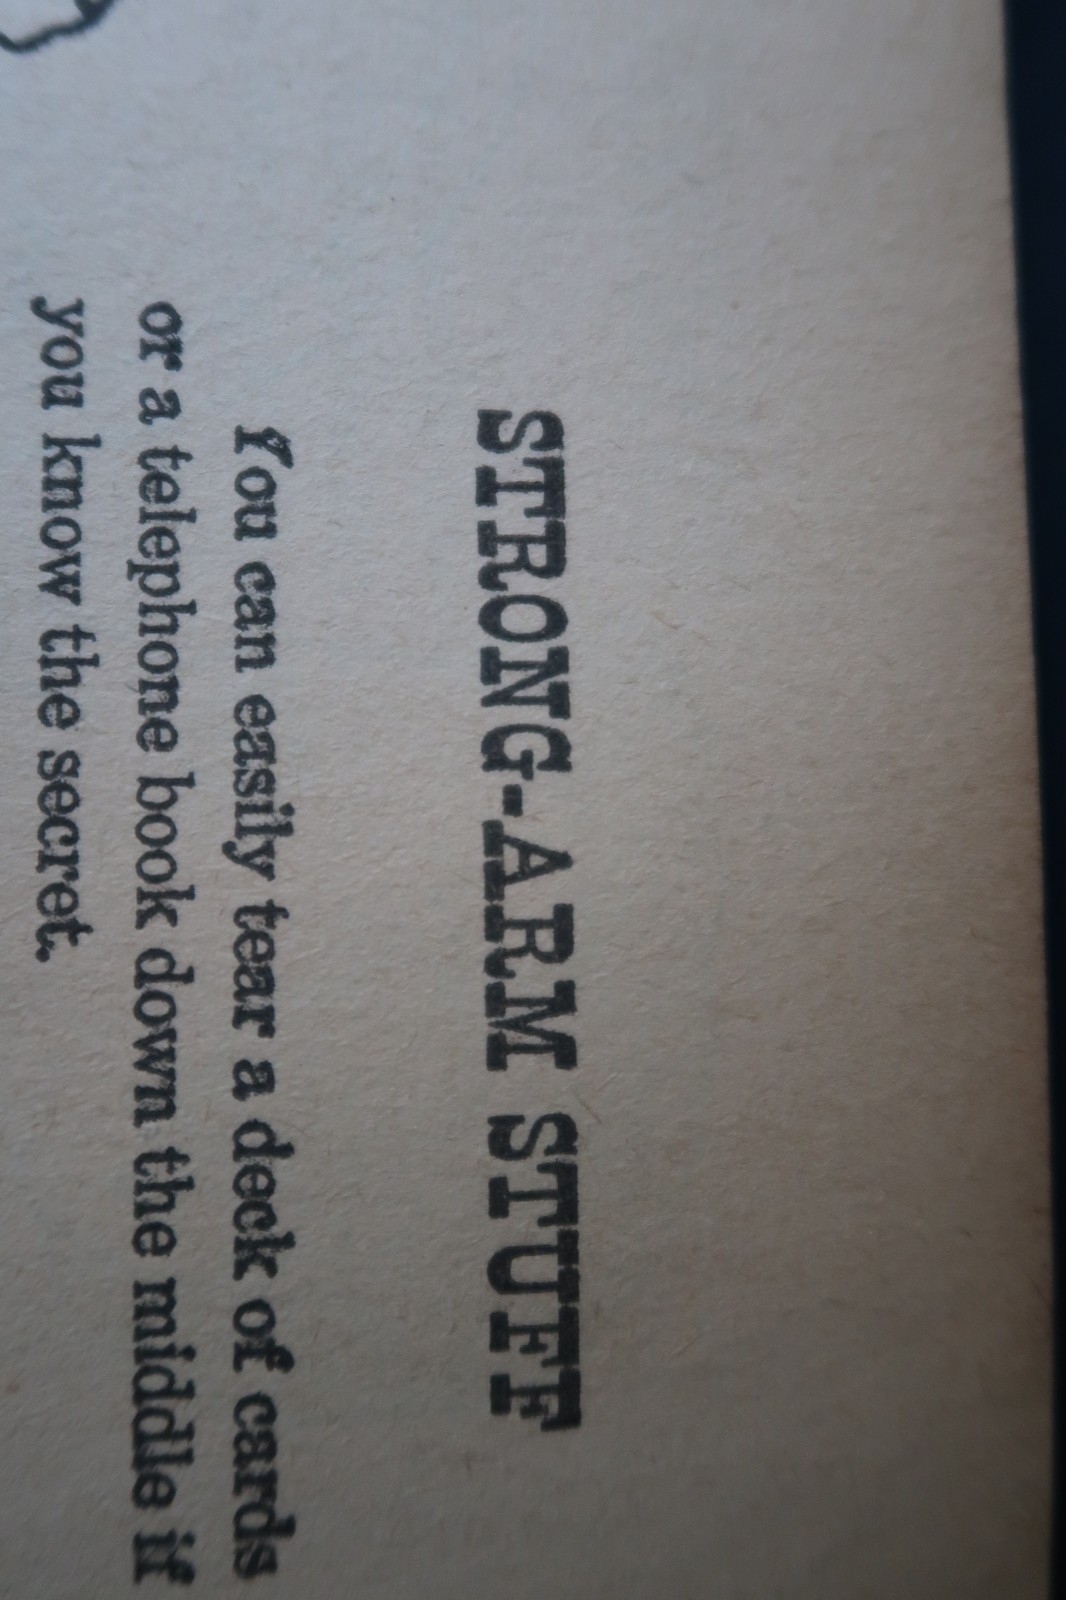 STRONG-ARM STUFF
You can easily tear a deck of cards
or a telephone book down the middle if
you know the secret.